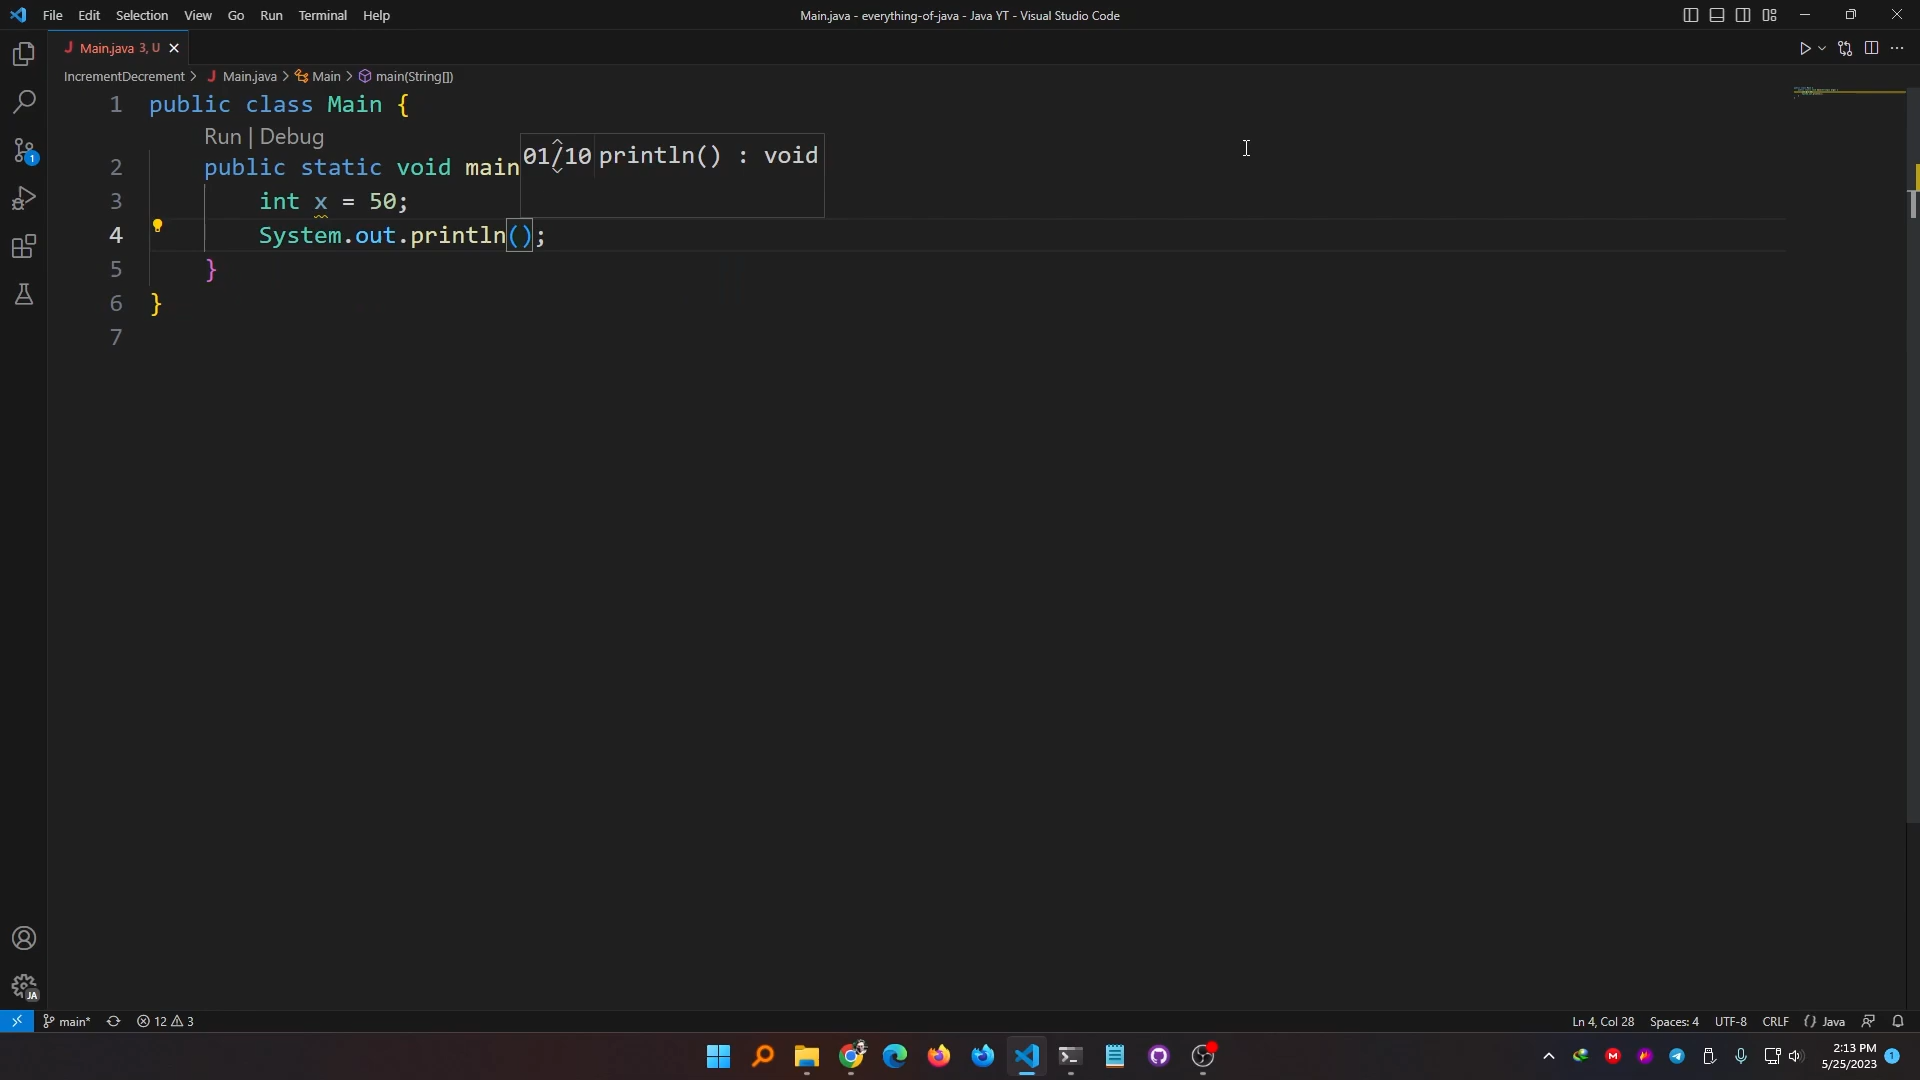 File Edit Selection View Go Run Terminal Help
Main.java - everything-of-java - Java YT - Visual Studio Code
J Main.java 3, U
IncrementDecrement > J Main.java > Main > main(String[])
1 public class Main {
Run | Debug
2 public static void main
01/10 println() : void
3 int x = 50;
4 System.out.println();
5 }
6 }
7
main* 12 3
Ln 4, Col 28 Spaces: 4 UTF-8 CRLF {} Java
2:13 PM
5/25/2023
1
1
JA